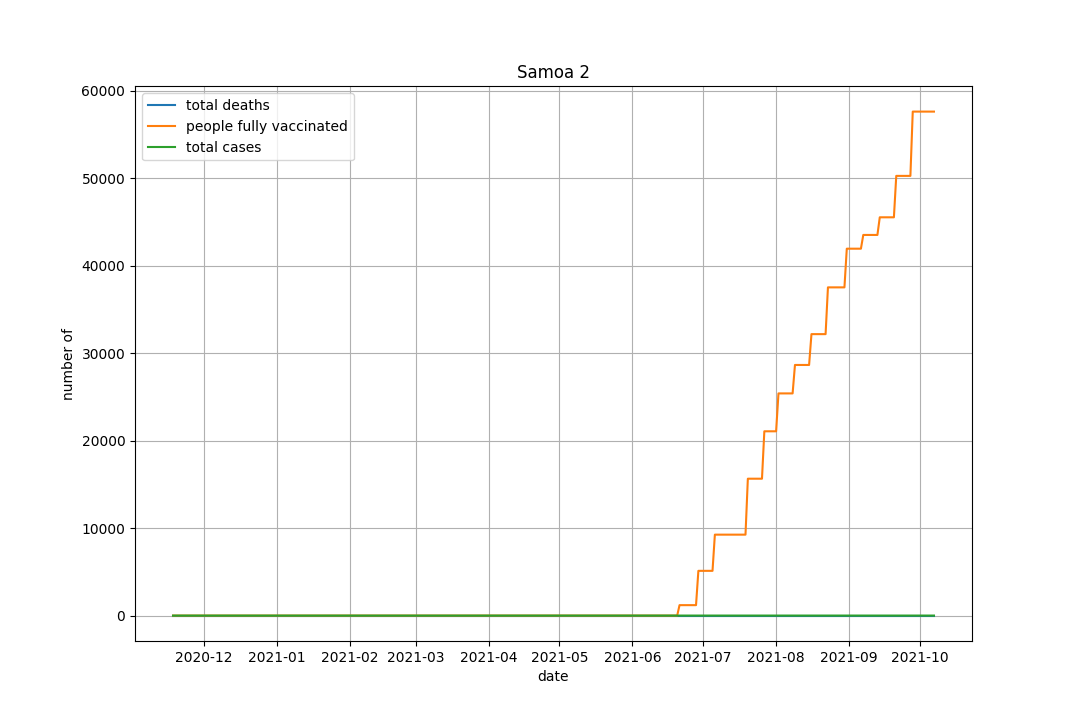 Samoa 2
total deaths
people fully vaccinated
total cases
number of
60000
50000
40000
30000
20000
10000
0
2020-12 2021-01 2021-02 2021-03 2021-04 2021-05 2021-06 2021-07 2021-08 2021-09 2021-10
date